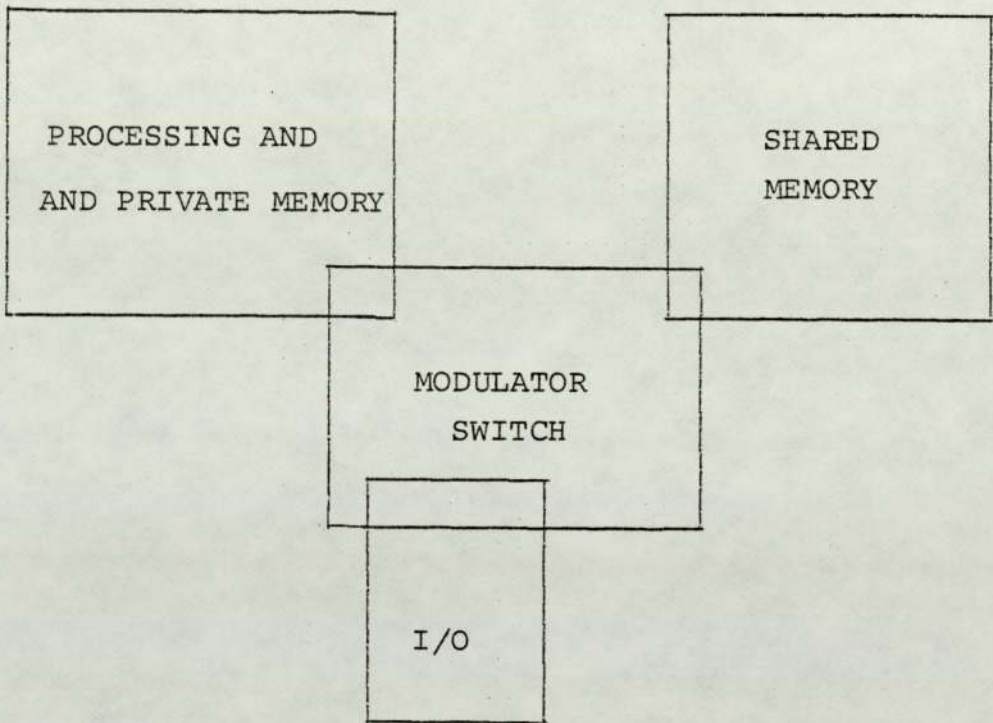 PROCESSING AND
AND PRIVATE MEMORY
SHARED
MEMORY
MODULATOR
SWITCH
I/O